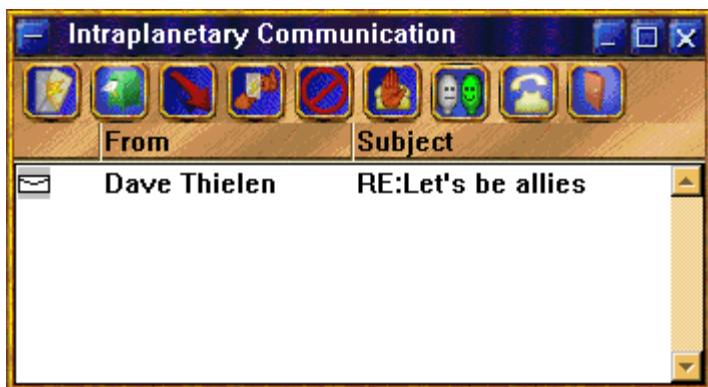 Intraplanetary Communication
From Subject
Dave Thielen RE:Let's be allies